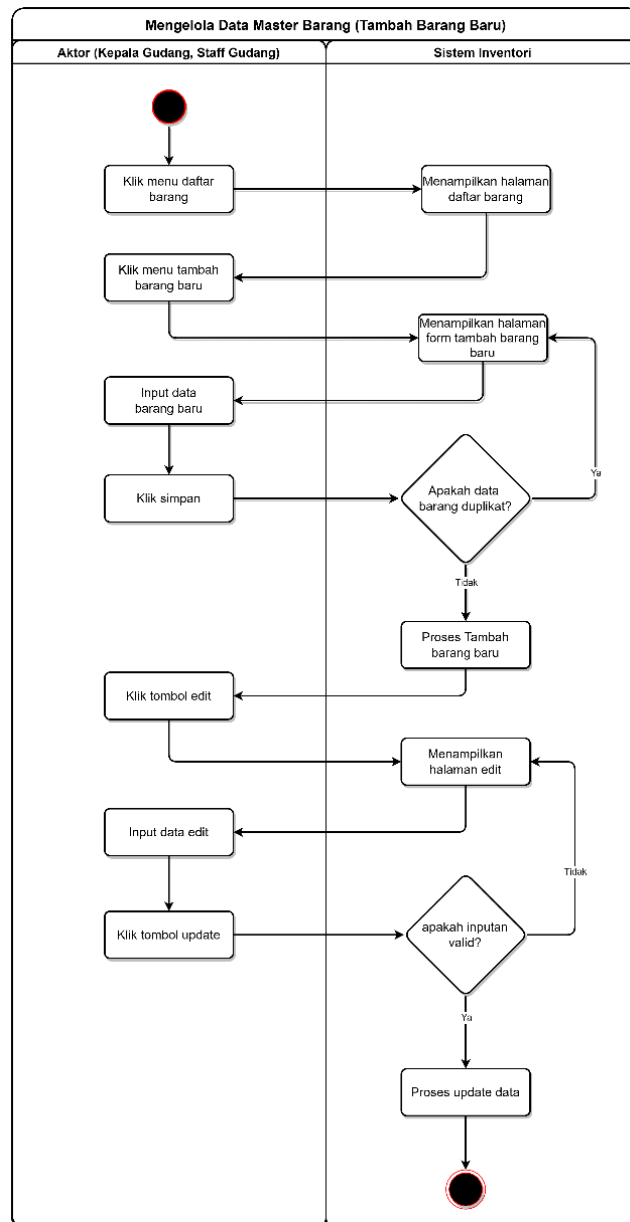 Mengelola Data Master Barang (Tambah Barang Baru)
Aktor (Kepala Gudang, Staff Gudang)
Sistem Inventori
Klik menu daftar
barang
Menampilkan halaman
daftar barang
Klik menu tambah
barang baru
Menampilkan halaman
form tambah barang
baru
Input data
barang baru
Klik simpan
Apakah data
barang duplikat?
Ya
Tidak
Proses Tambah
barang baru
Klik tombol edit
Menampilkan
halaman edit
Input data edit
Tidak
Klik tombol update
apakah inputan
valid?
Ya
Proses update data